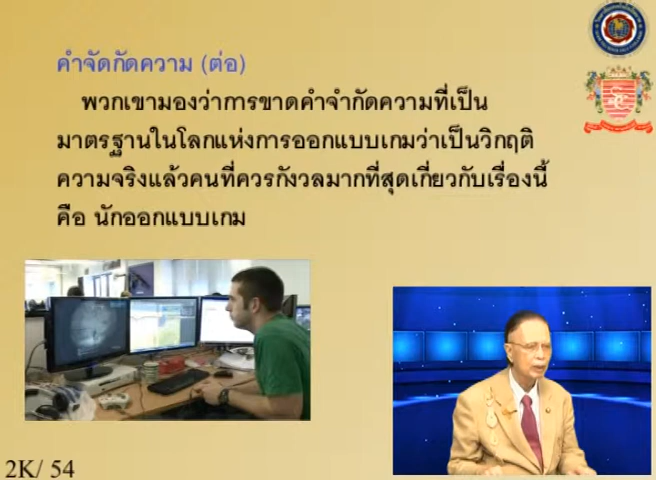 คำจัดกัดความ (ต่อ)
พวกเขามองว่าการขาดคำจำกัดความที่เป็น
มาตรฐานในโลกแห่งการออกแบบเกมว่าเป็นวิกฤติ
ความจริงแล้วคนที่ควรกังวลมากที่สุดเกี่ยวกับเรื่องนี้
คือ นักออกแบบเกม
2K/ 54